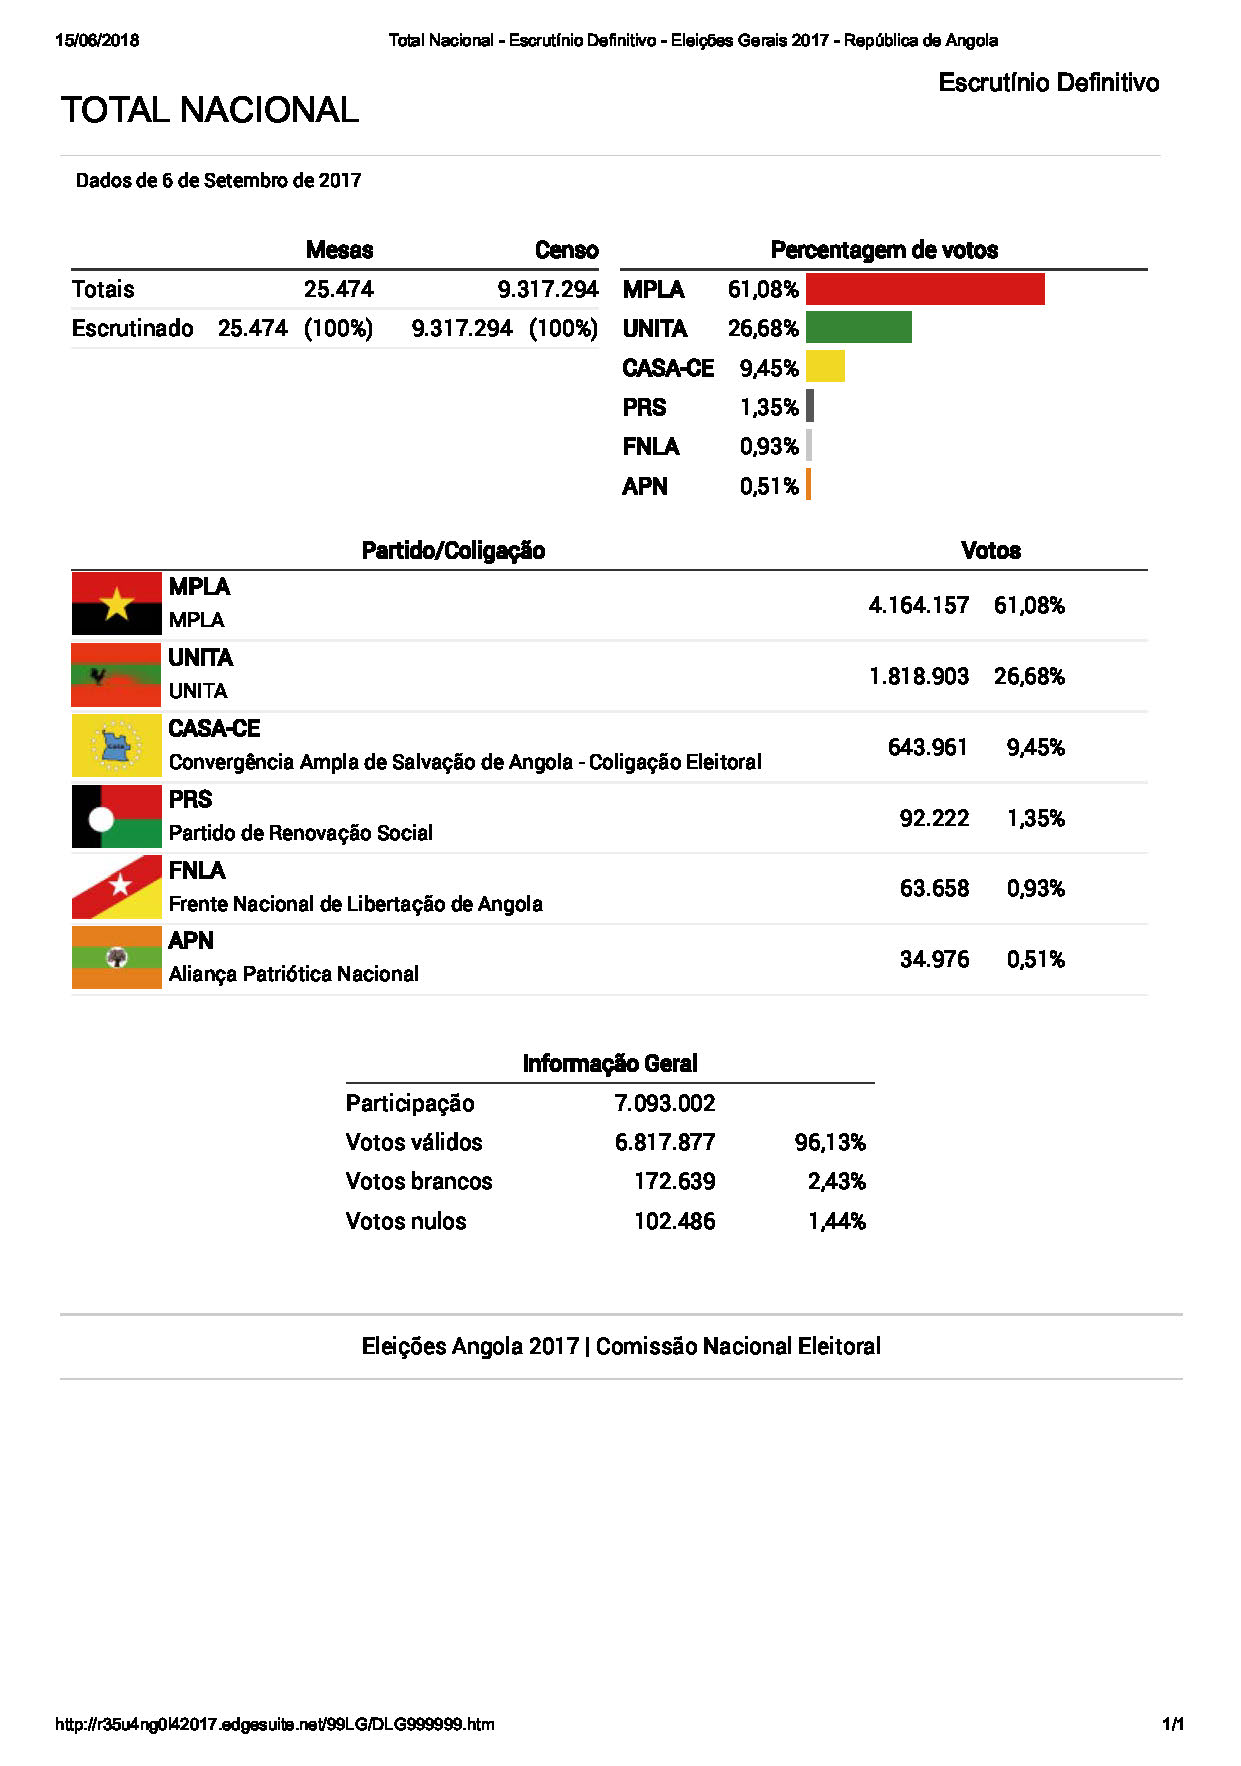 15/06/2018 Total Nacional - Escrutínio Definitivo - Eleições Gerais 2017 - República de Angola
Escrutínio Definitivo
TOTAL NACIONAL
Dados de 6 de Setembro de 2017
Mesas Censo
Totais 25.474 9.317.294
Escrutinado 25.474 (100%) 9.317.294 (100%)
Percentagem de votos
MPLA 61,08%
UNITA 26,68%
CASA-CE 9,45%
PRS 1,35%
FNLA 0,93%
APN 0,51%
Partido/Coligação Votos
MPLA
MPLA
4.164.157 61,08%
UNITA
UNITA
1.818.903 26,68%
CASA-CE
Convergência Ampla de Salvação de Angola - Coligação Eleitoral
643.961 9,45%
PRS
Partido de Renovação Social
92.222 1,35%
FNLA
Frente Nacional de Libertação de Angola
63.658 0,93%
APN
Aliança Patriótica Nacional
34.976 0,51%
Informação Geral
Participação 7.093.002
Votos válidos 6.817.877 96,13%
Votos brancos 172.639 2,43%
Votos nulos 102.486 1,44%
Eleições Angola 2017 | Comissão Nacional Eleitoral
http://r35u4ng0l42017.edgesuite.net/99LG/DLG999999.htm 1/1